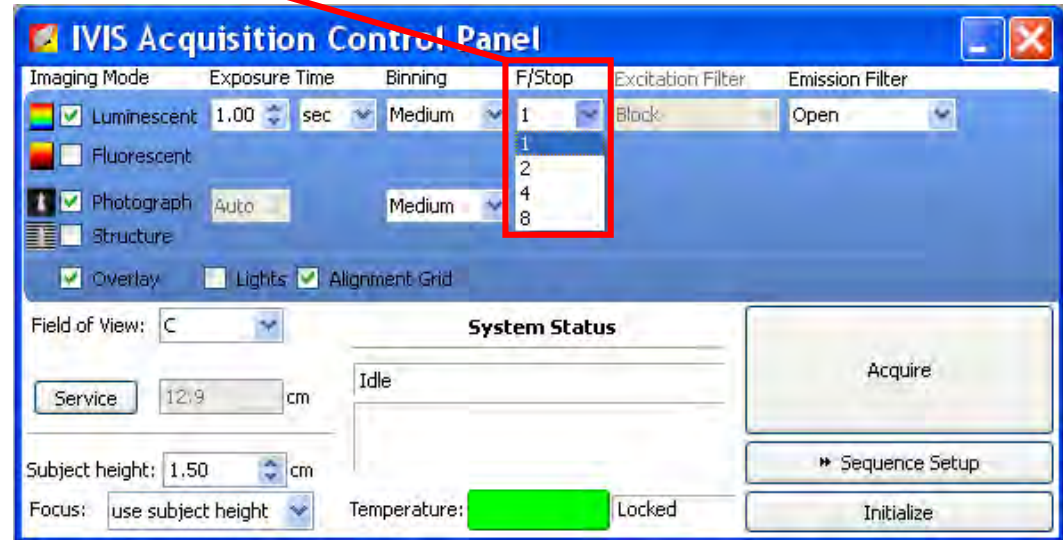 IVIS Acquisition Control Panel
Imaging Mode Exposure Time Binning F/Stop Excitation Filter Emission Filter
Luminescent 1.00 sec Medium 1 Block Open
1
Fluorescent
2
Photograph Auto Medium 4
8
Structure
Overlay Lights Alignment Grid
Field of View: C System Status
Idle Acquire
Service 12.9 cm
Subject height: 1.50 cm Sequence Setup
Focus: use subject height Temperature: Locked Initialize